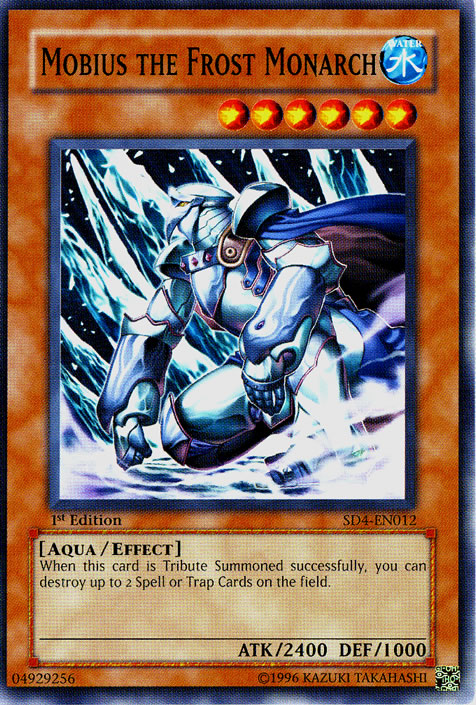 MOBIUS THE FROST MONARCH
WATER
水
1st Edition
SD4-EN012
[AQUA/EFFECT]
When this card is Tribute Summoned successfully, you can
destroy up to 2 Spell or Trap Cards on the field.
ATK/2400 DEF/1000
04929256
©1996 KAZUKI TAKAHASHI